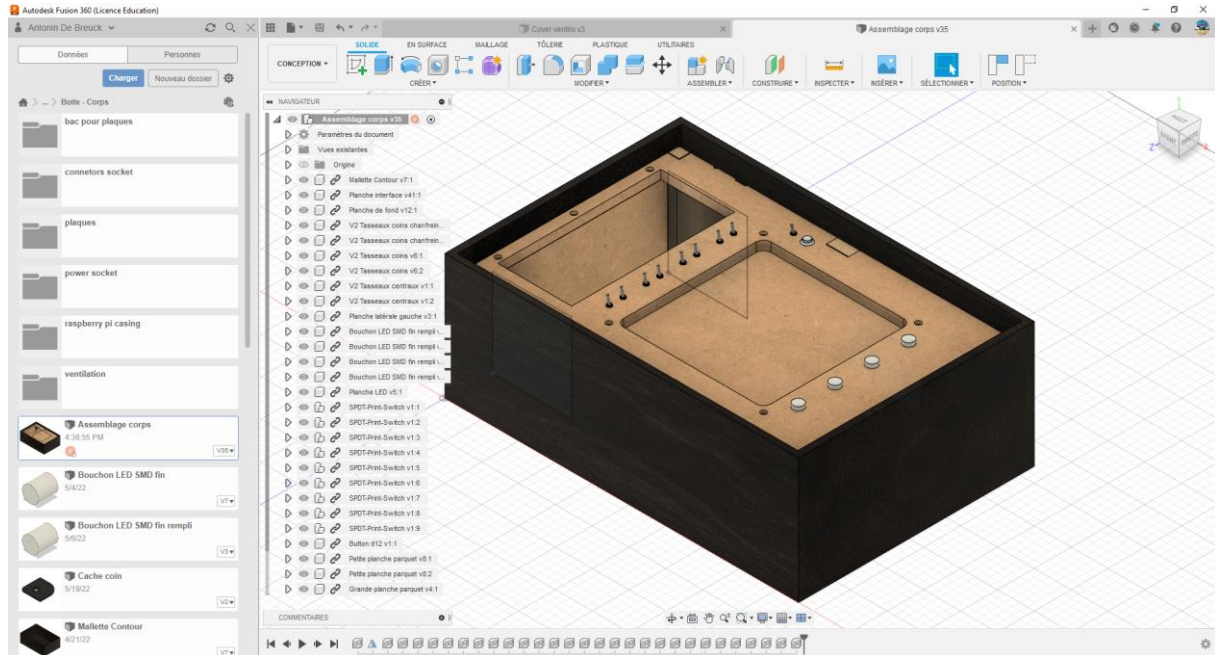 Autodesk Fusion 360 (Licence Education)
Antonin De Breuck
Cover ventilo v3
Assemblage corps v35
Données
Personnes
Charger
Nouveau dossier
... > Boite - Corps
bac pour plaques
connetors socket
plaques
power socket
raspberry pi casing
ventilation
Assemblage corps
4:38:55 PM
V35
Bouchon LED SMD fin
5/4/22
V7
Bouchon LED SMD fin rempli
5/6/22
V3
Cache coin
5/19/22
V2
Mallette Contour
4/21/22
V7
CONCEPTION
SOLIDE
EN SURFACE
MAILLAGE
TÔLERIE
PLASTIQUE
UTILITAIRES
CRÉER
MODIFIER
ASSEMBLER
CONSTRUIRE
INSPECTER
INSÉRER
SÉLECTIONNER
POSITION
NAVIGATEUR
Assemblage corps v35
Paramètres du document
Vues existantes
Origine
Mallette Contour v7:1
Planche interface v41:1
Planche de fond v12:1
V2 Tasseaux coins chanfrein...
V2 Tasseaux coins chanfrein...
V2 Tasseaux coins v6:1
V2 Tasseaux coins v6:2
V2 Tasseaux centraux v1:1
V2 Tasseaux centraux v1:2
Planche latérale gauche v3:1
Bouchon LED SMD fin rempli v...
Bouchon LED SMD fin rempli v...
Bouchon LED SMD fin rempli v...
Bouchon LED SMD fin rempli v...
Planche LED v5:1
SPDT-Print-Switch v1:1
SPDT-Print-Switch v1:2
SPDT-Print-Switch v1:3
SPDT-Print-Switch v1:4
SPDT-Print-Switch v1:5
SPDT-Print-Switch v1:6
SPDT-Print-Switch v1:7
SPDT-Print-Switch v1:8
SPDT-Print-Switch v1:9
Button d12 v1:1
Petite planche parquet v8:1
Petite planche parquet v8:2
Grande planche parquet v4:1
COMMENTAIRES
Z